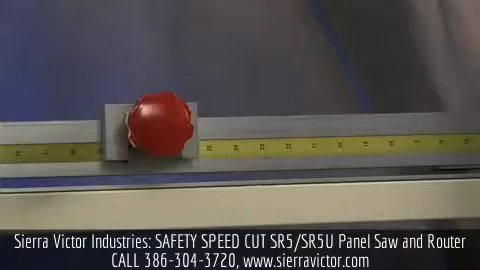 Sierra Victor Industries: SAFETY SPEED CUT SR5/SR5U Panel Saw and Router
CALL 386-304-3720, www.sierravictor.com